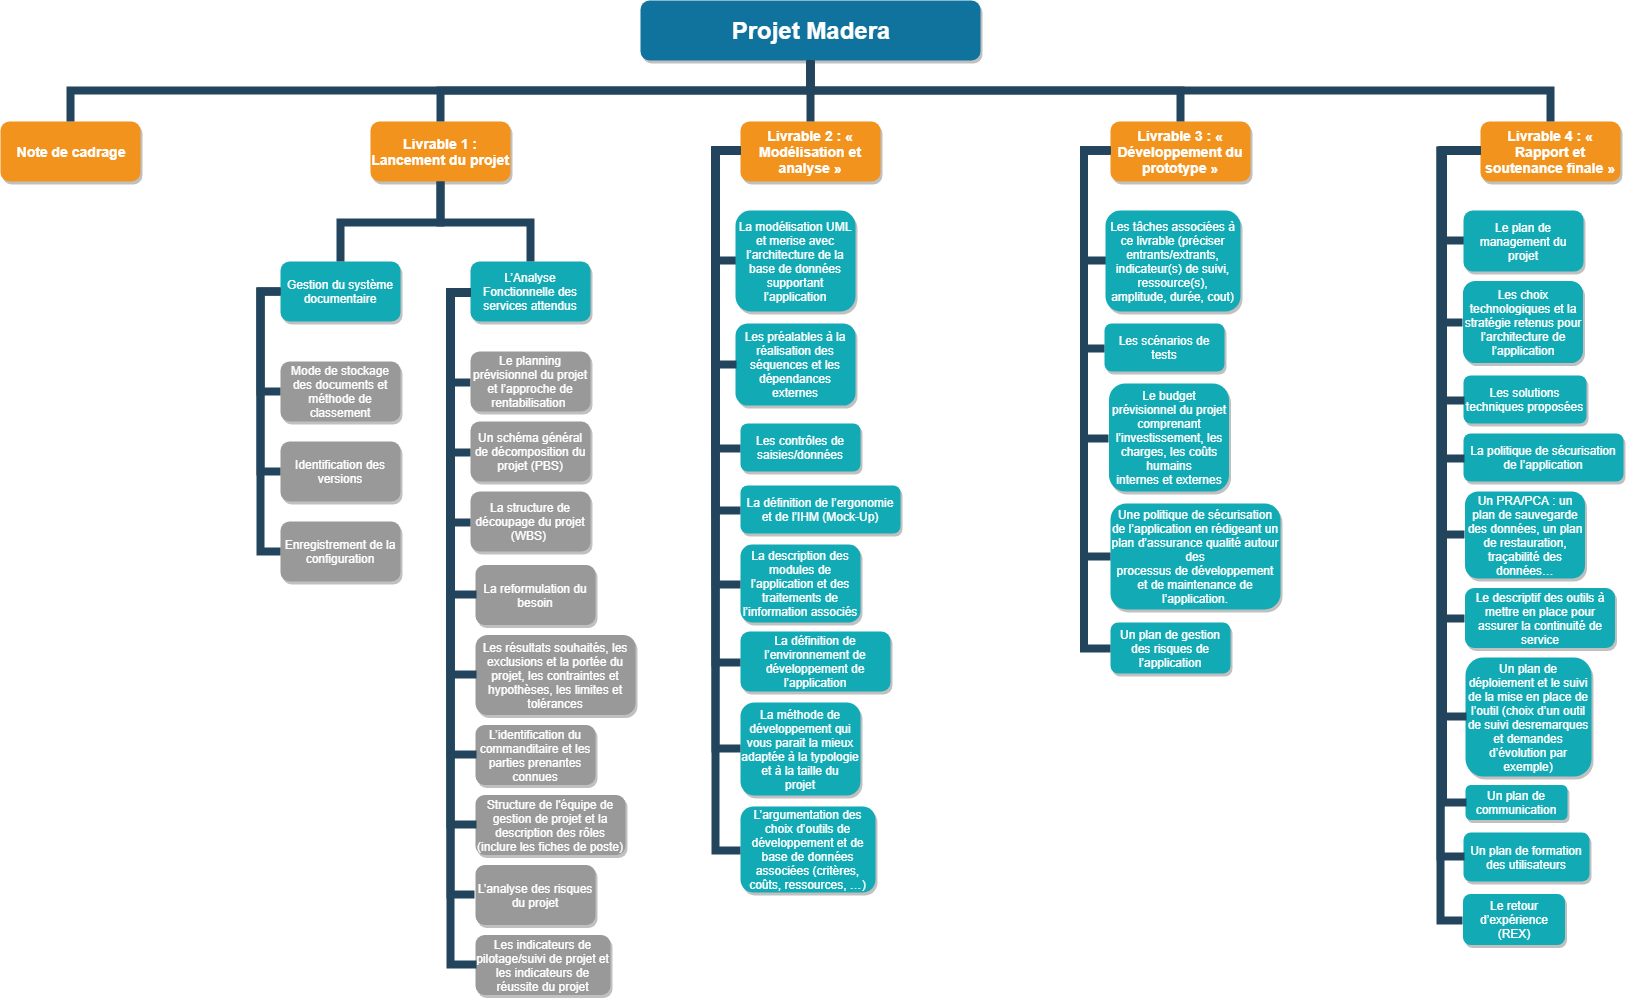 Projet Madera
Note de cadrage
Livrable 1 :
Lancement du projet
Gestion du système
documentaire
Mode de stockage
des documents et
méthode de
classement
Identification des
versions
Enregistrement de la
configuration
L'Analyse
Fonctionnelle des
services attendus
Le planning
prévisionnel du projet
et l'approche de
rentabilisation
Un schéma général
de décomposition du
projet (PBS)
La structure de
découpage du projet
(WBS)
La reformulation du
besoin
Les résultats souhaités, les
exclusions et la portée du
projet, les contraintes et
hypothèses, les limites et
tolérances
L'identification du
commanditaire et les
parties prenantes
connues
Structure de l'équipe de
gestion de projet et la
description des rôles
(inclure les fiches de poste)
L'analyse des risques
du projet
Les indicateurs de
pilotage/suivi de projet et
les indicateurs de
réussite du projet
Livrable 2 : «
Modélisation et
analyse »
La modélisation UML
et merise avec
l'architecture de la
base de données
supportant
l'application
Les préalables à la
réalisation des
séquences et les
dépendances
externes
Les contrôles de
saisies/données
La définition de l'ergonomie
et de l'IHM (Mock-Up)
La description des
modules de
l'application et des
traitements de
l'information associés
La définition de
l'environnement de
développement de
l'application
La méthode de
développement qui
vous parait la mieux
adaptée à la typologie
et à la taille du
projet
L'argumentation des
choix d'outils de
développement et de
base de données
associées (critères,
coûts, ressources, …)
Livrable 3 : «
Développement du
prototype »
Les tâches associées à
ce livrable (préciser
entrants/extrants,
indicateur(s) de suivi,
ressource(s),
amplitude, durée, cout)
Les scénarios de
tests
Le budget
prévisionnel du projet
comprenant
l'investissement, les
charges, les coûts
humains
internes et externes
Une politique de sécurisation
de l'application en rédigeant un
plan d'assurance qualité autour
des
processus de développement
et de maintenance de
l'application.
Un plan de gestion
des risques de
l'application
Livrable 4 : «
Rapport et
soutenance finale »
Le plan de
management du
projet
Les choix
technologiques et la
stratégie retenus pour
l'architecture de
l'application
Les solutions
techniques proposées
La politique de sécurisation
de l'application
Un PRA/PCA : un
plan de sauvegarde
des données, un plan
de restauration,
traçabilité des
données…
Le descriptif des outils à
mettre en place pour
assurer la continuité de
service
Un plan de
déploiement et le suivi
de la mise en place de
l'outil (choix d'un outil
de suivi desremarques
et demandes
d'évolution par
exemple)
Un plan de
communication
Un plan de formation
des utilisateurs
Le retour
d'expérience
(REX)